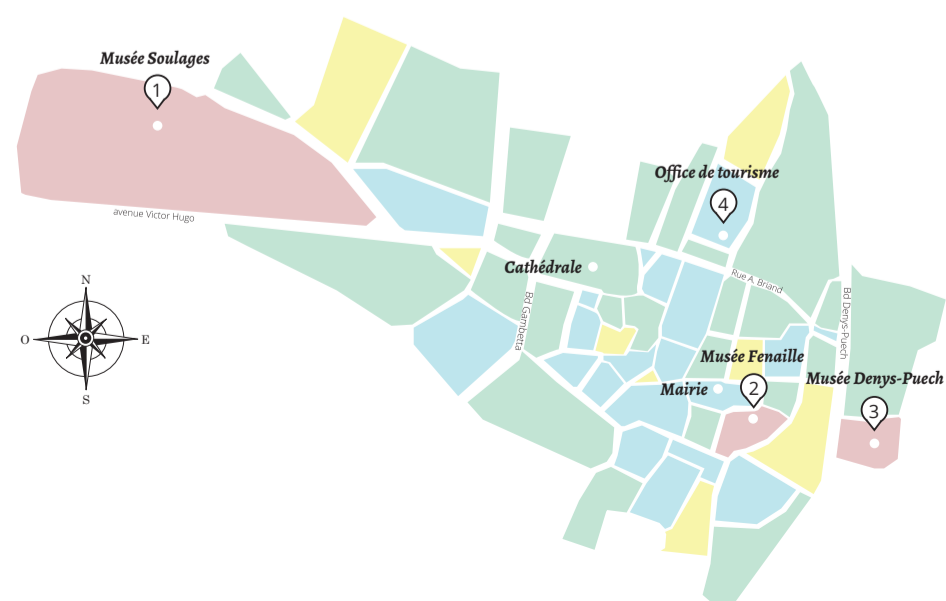 Musée Soulages
1
avenue Victor Hugo
Office de tourisme
4
Cathédrale
Rue A. Briand
Bd Gambetta
Bd Denys-Puech
N
O
E
S
Musée Fenaille
2
Mairie
Musée Denys-Puech
3